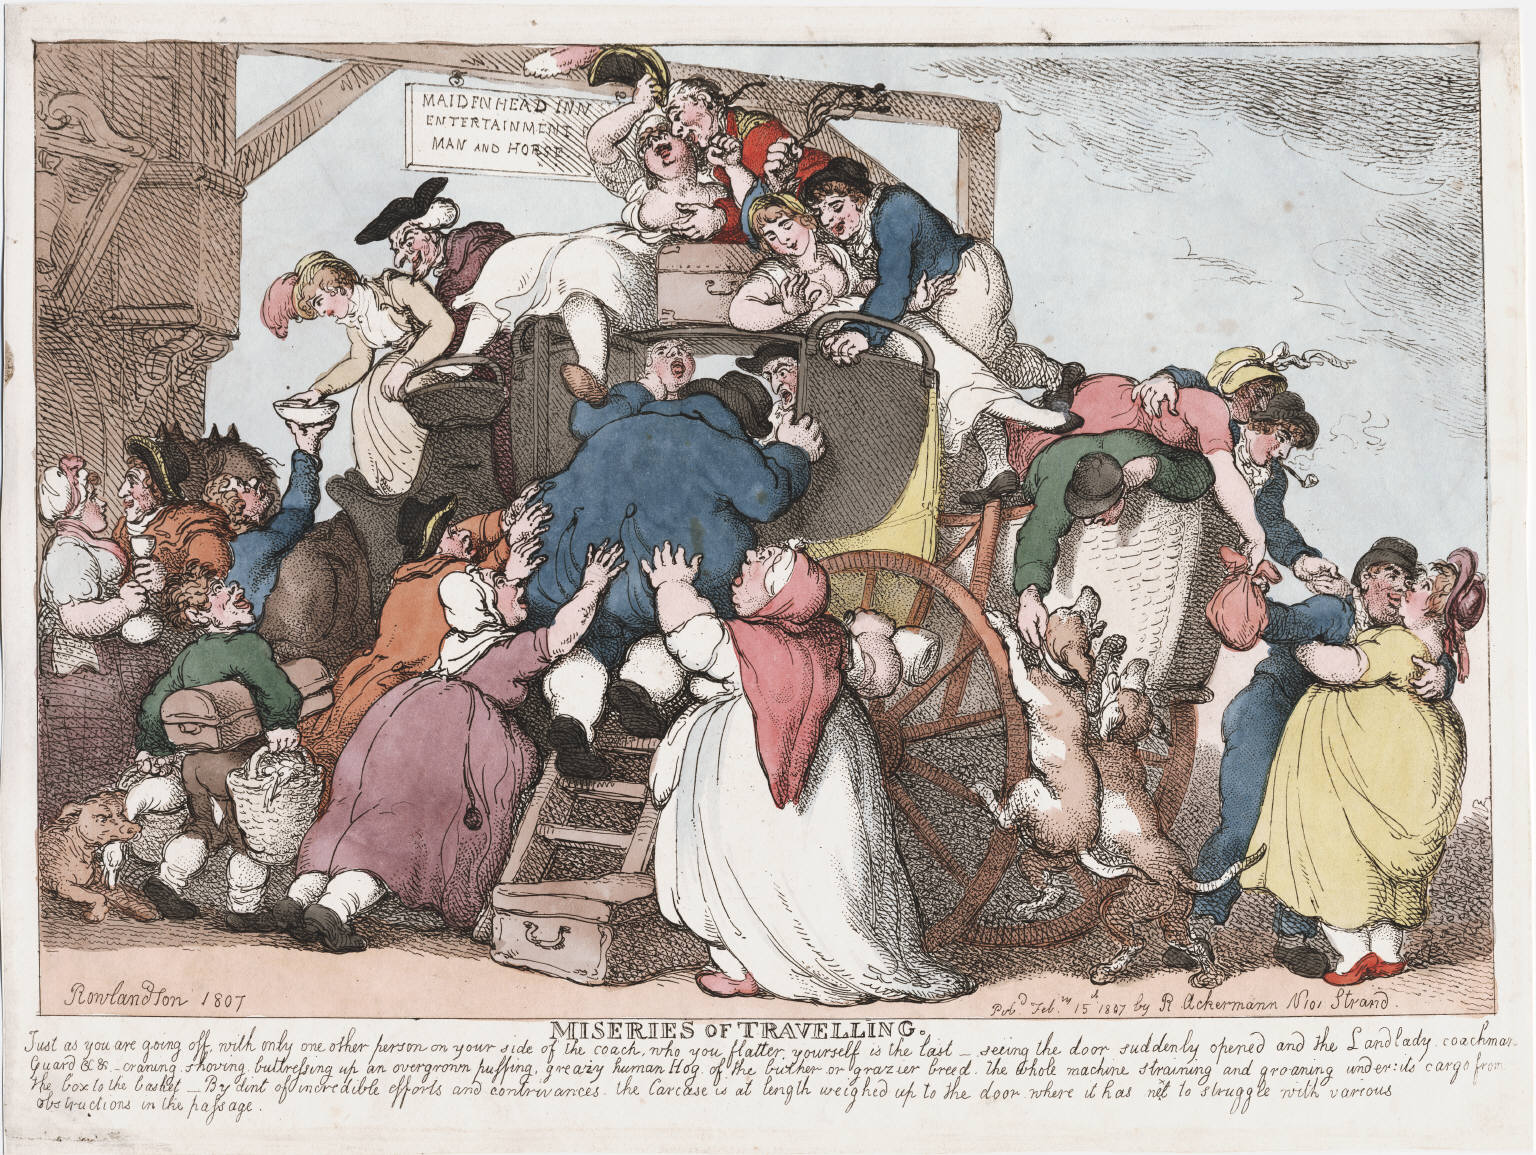 MAIDENHEAD INN
ENTERTAINMENT
MAN AND HORSE
Rowlandson 1807
Pub.d Feb.ry 15th 1807 by R Ackermann N101 Strand.
MISERIES OF TRAVELLING.
Just as you are going off, with only one other person on your side of the coach, who you flatter yourself is the last _ seeing the door suddenly opened and the Landlady coachman-
Guard &c &c _ craning, shoving, buttressing up an overgrown puffing, greazy human Hog, of the butcher or grazier breed. the whole machine straining and groaning under: its cargo from
the box to the basket _ By dint of incredible efforts and contrivances. the Carcase is at length weighed up to the door where it has next to struggle with various
obstructions in the passage.